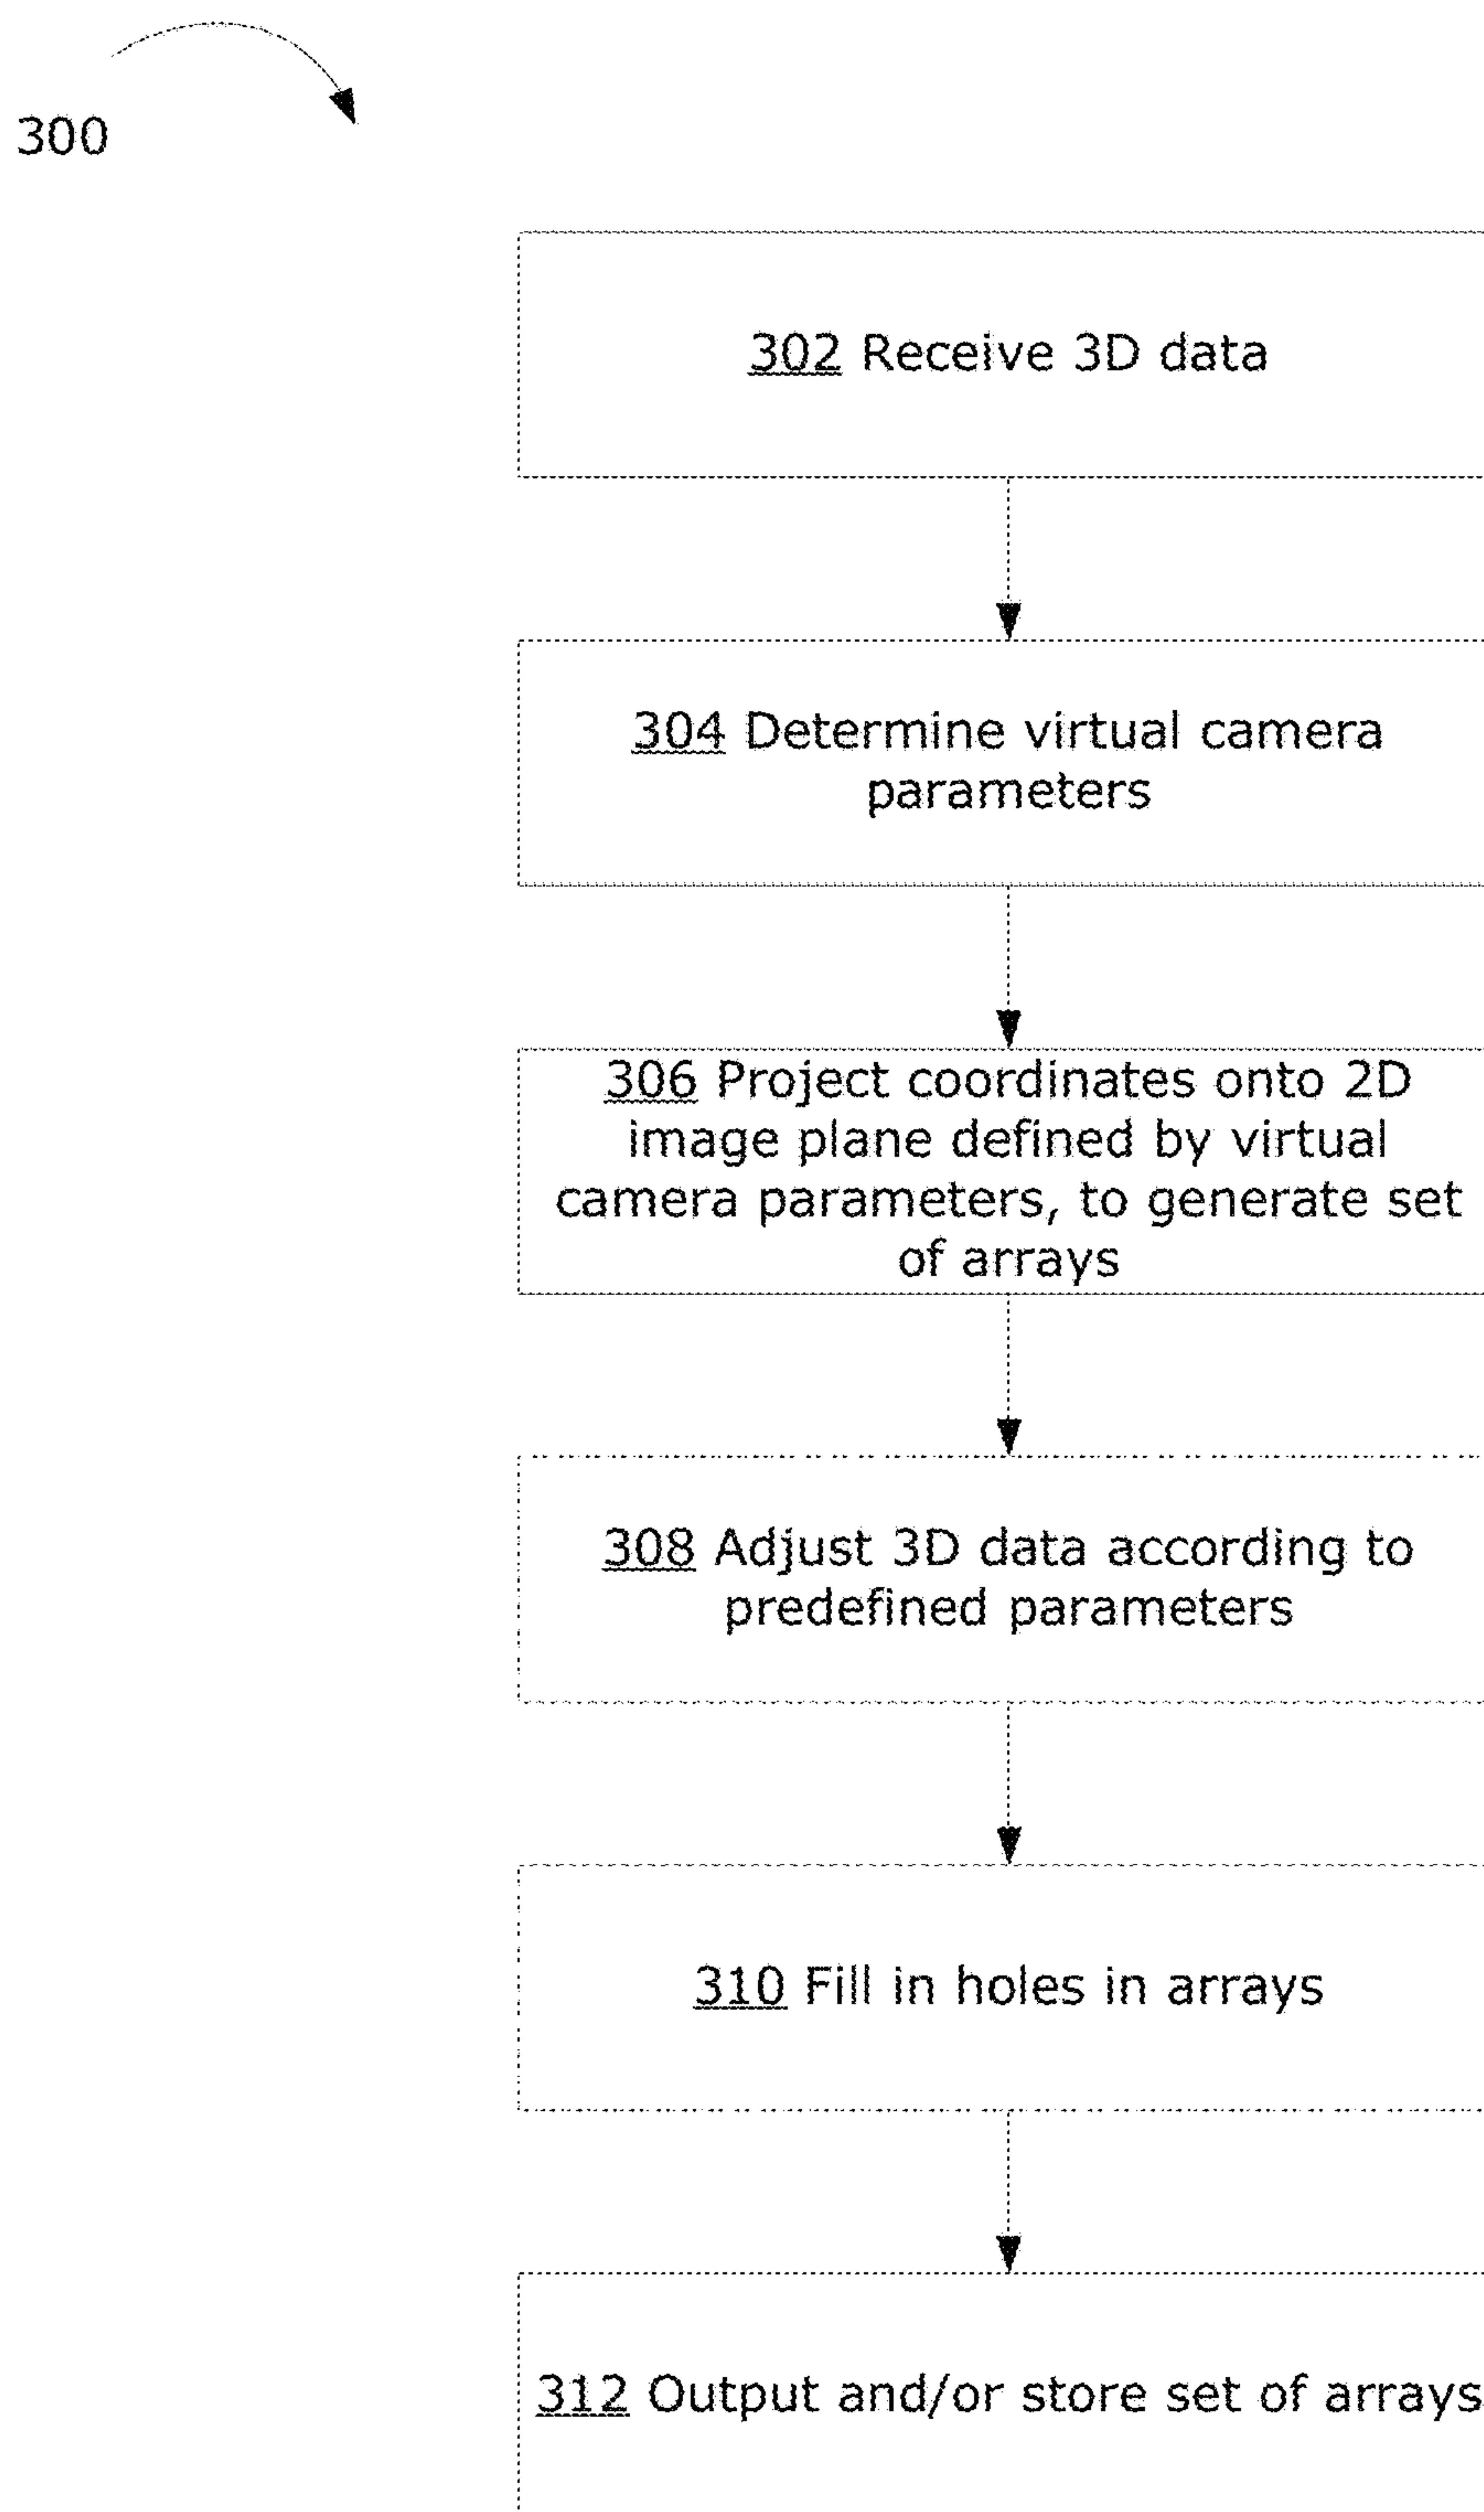 300
302 Receive 3D data
304 Determine virtual camera
parameters
306 Project coordinates onto 2D
image plane defined by virtual
camera parameters, to generate set
of arrays
308 Adjust 3D data according to
predefined parameters
310 Fill in holes in arrays
312 Output and/or store set of arrays